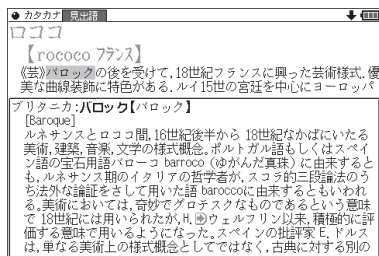 カタカナ 見出語
ロココ
【rococo フランス】
《芸》バロックの後を受けて,18世紀フランスに興った芸術様式.優
美な曲線装飾に特色がある.ルイ15世の宮廷を中心にヨーロッパ
ブリタニカ:バロック【バロック】
[Baroque]
ルネサンスとロココ間,16世紀後半から 18世紀なかばにいたる
美術,建築,音楽,文学の様式概念。ポルトガル語もしくはスペイ
ン語の宝石用語バローコ barroco (ゆがんだ真珠) に由来すると
も,ルネサンス期のイタリアの哲学者が,スコラ的三段論法のう
ち法外な論証をさして用いた語 baroccoに由来するともいわれ
る。美術においては,奇妙でグロテスクなものであるという意味
で 18世紀には用いられたが,H.ウェルフリン以来,積極的に評
価する意味で用いるようになった。スペインの批評家 E.ドルス
は,単なる美術上の様式概念としてではなく,古典に対する別の